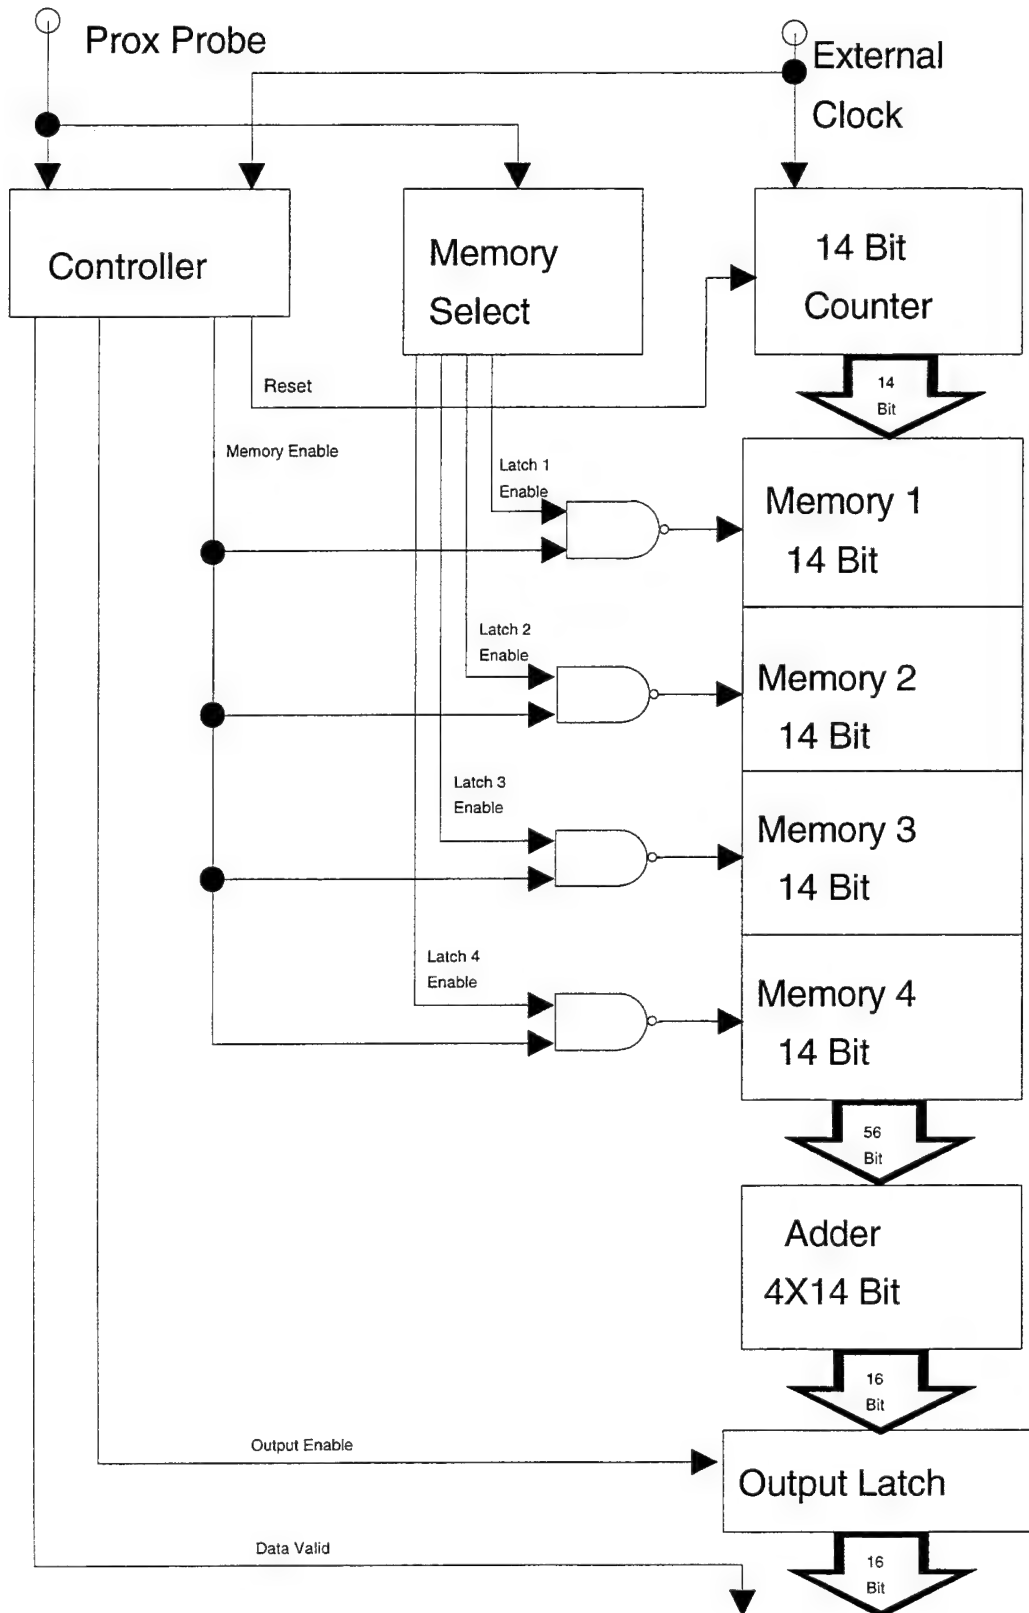 Prox Probe
External
Clock
Controller
Memory
Select
14 Bit
Counter
Reset
14
Bit
Memory Enable
Latch 1
Enable
Memory 1
14 Bit
Latch 2
Enable
Memory 2
14 Bit
Latch 3
Enable
Memory 3
14 Bit
Latch 4
Enable
Memory 4
14 Bit
56
Bit
Adder
4X14 Bit
16
Bit
Output Enable
Output Latch
Data Valid
16
Bit